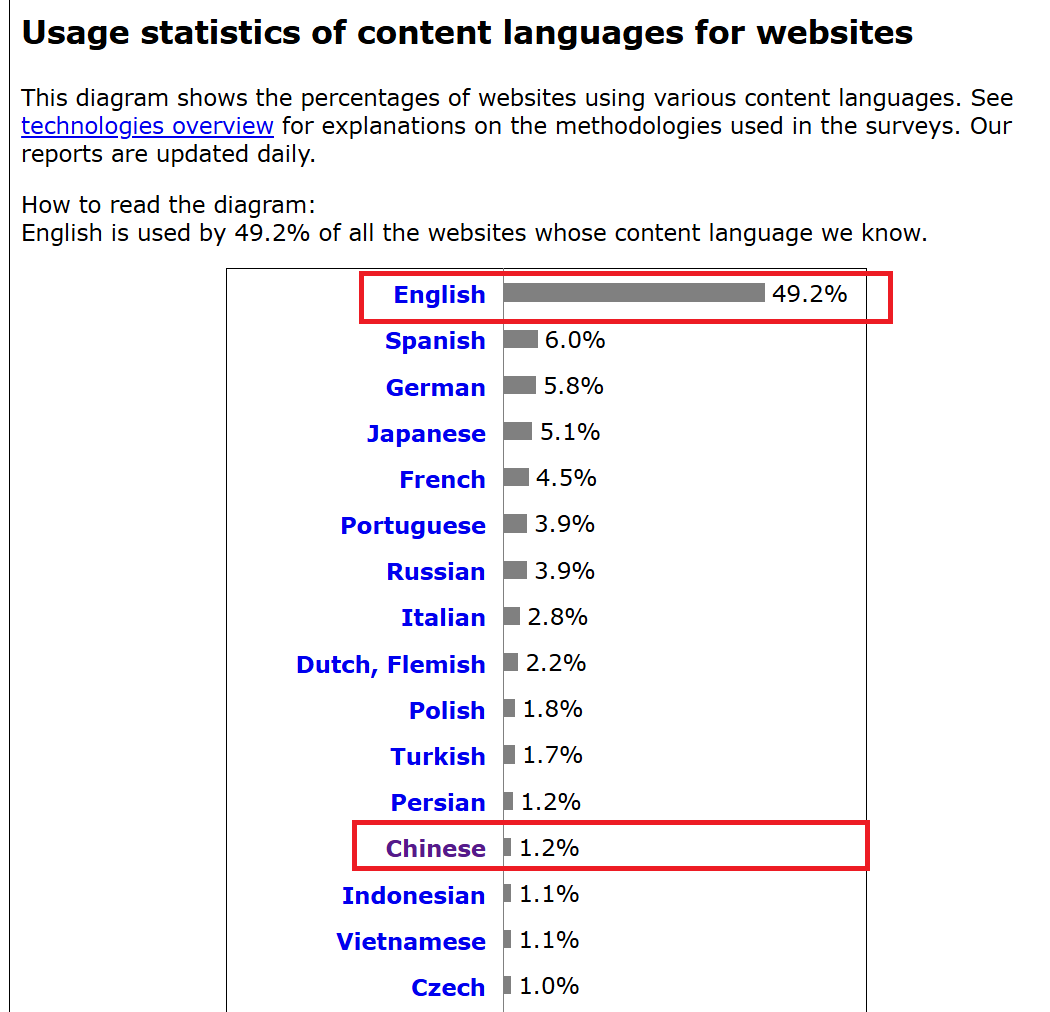 Usage statistics of content languages for websites
This diagram shows the percentages of websites using various content languages. See
technologies overview for explanations on the methodologies used in the surveys. Our
reports are updated daily.
How to read the diagram:
English is used by 49.2% of all the websites whose content language we know.
English 49.2%
Spanish 6.0%
German 5.8%
Japanese 5.1%
French 4.5%
Portuguese 3.9%
Russian 3.9%
Italian 2.8%
Dutch, Flemish 2.2%
Polish 1.8%
Turkish 1.7%
Persian 1.2%
Chinese 1.2%
Indonesian 1.1%
Vietnamese 1.1%
Czech 1.0%